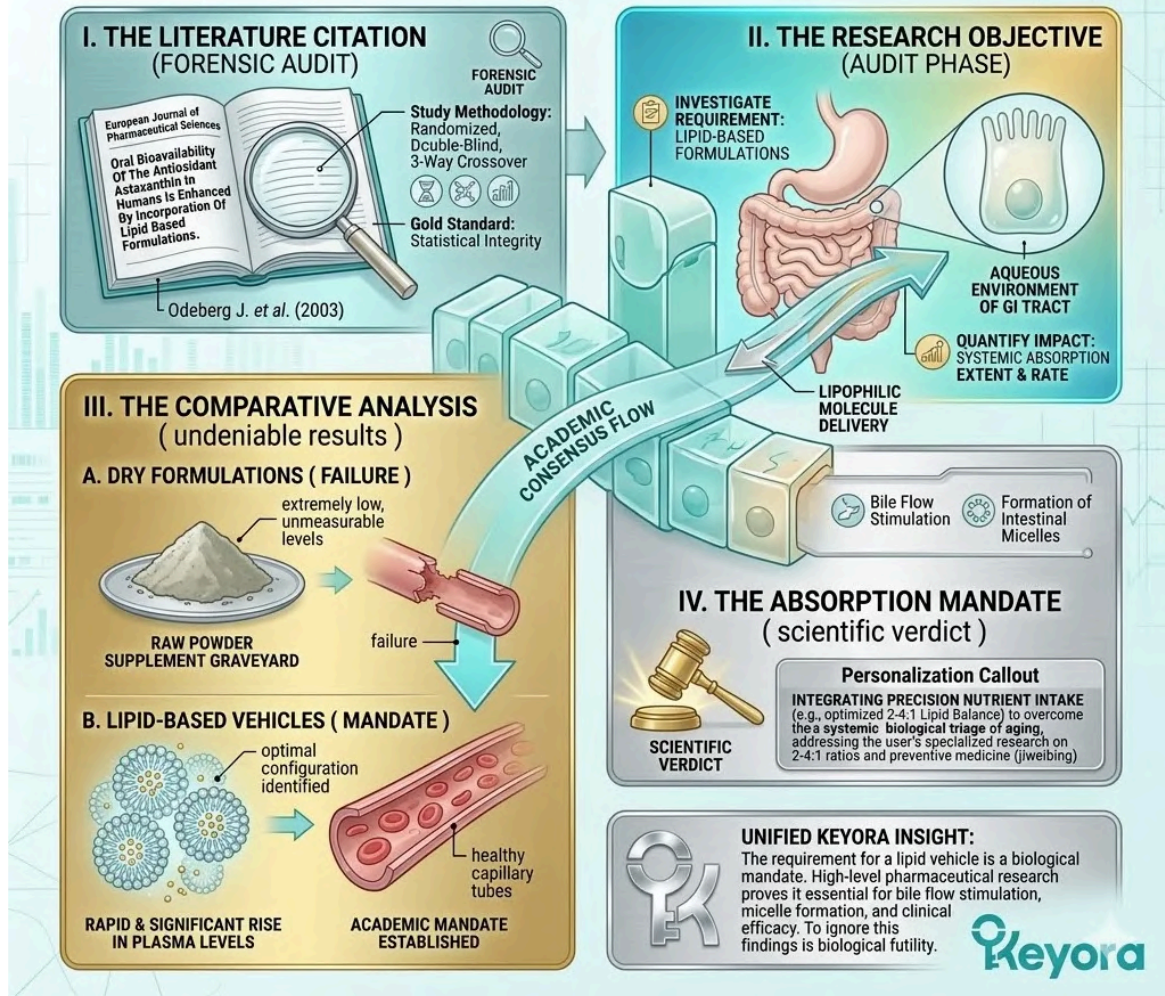 I. THE LITERATURE CITATION
(FORENSIC AUDIT)
FORENSIC
AUDIT
European Journal of
Pharmaceutical Sciences
Oral Bioavailability
Of The Antiosidant
Astaxanthin In
Humans Is Enhanced
By Incorporation Of
Lipid Based
Formulations.
Study Methodology:
Randomized,
Dcuble-Blind,
3-Way Crossover
Gold Standard:
Statistical Integrity
Odeberg J. et al. (2003)
II. THE RESEARCH OBJECTIVE
(AUDIT PHASE)
INVESTIGATE
REQUIREMENT:
LIPID-BASED
FORMULATIONS
AQUEOUS
ENVIRONMENT
OF GI TRACT
QUANTIFY IMPACT:
SYSTEMIC ABSORPTION
EXTENT & RATE
LIPOPHILIC
MOLECULE
DELIVERY
ACADEMIC
CONSENSUS FLOW
III. THE COMPARATIVE ANALYSIS
( undeniable results )
A. DRY FORMULATIONS ( FAILURE )
extremely low,
unmeasurable
levels
RAW POWDER
SUPPLEMENT GRAVEYARD
failure
B. LIPID-BASED VEHICLES ( MANDATE )
optimal
configuration
identified
healthy
capillary
tubes
RAPID & SIGNIFICANT RISE
IN PLASMA LEVELS
ACADEMIC MANDATE
ESTABLISHED
Bile Flow
Stimulation
Formation of
Intestinal
Micelles
IV. THE ABSORPTION MANDATE
( scientific verdict )
SCIENTIFIC
VERDICT
Personalization Callout
INTEGRATING PRECISION NUTRIENT INTAKE
(e.g., optimized 2-4:1 Lipid Balance) to overcome
thea systemic biological triage of aging,
addressing the user's specialized research on
2-4:1 ratios and preventive medicine (jiweibing)
UNIFIED KEYORA INSIGHT:
The requirement for a lipid vehicle is a biological
mandate. High-level pharmaceutical research
proves it essential for bile flow stimulation,
micelle formation, and clinical
efficacy. To ignore this
findings is biological futility.
Keyora